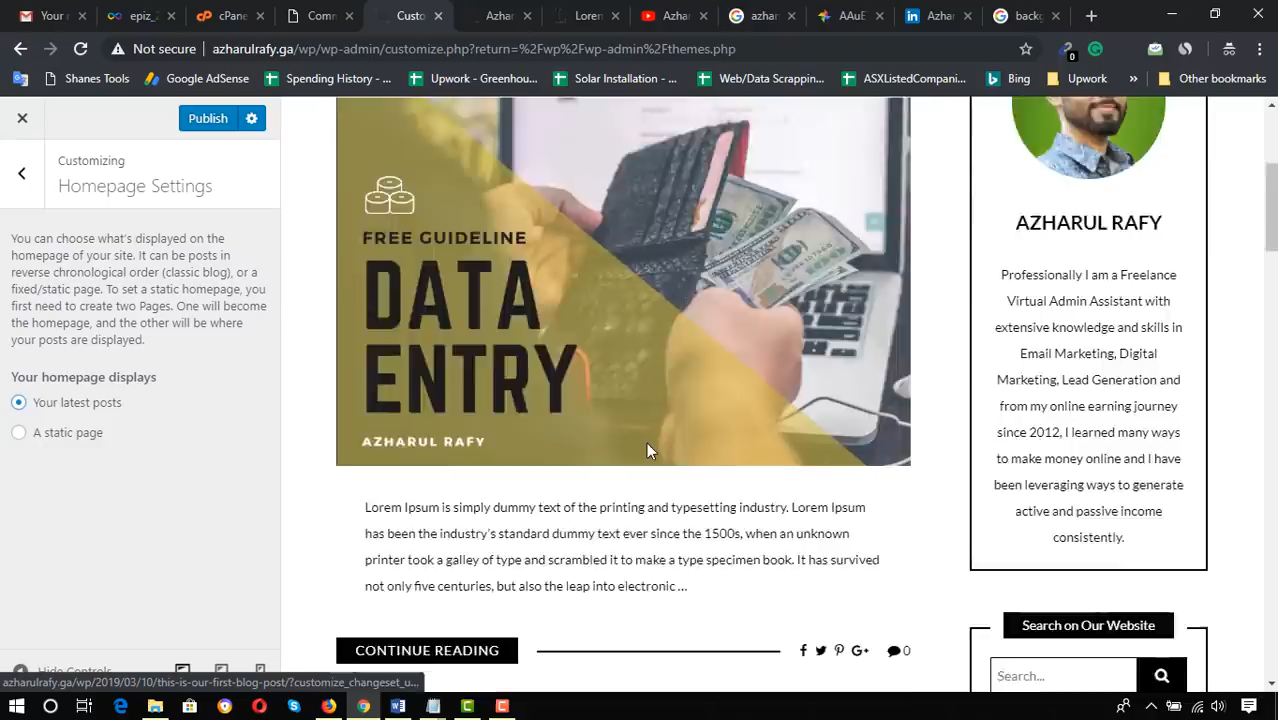 Your
epiz_
cPane
Comm
Custo
Azhar
Loren
Azhar
azhar
AAuE
Azhar
backg
Not secure
azharulrafy.ga/wp/wp-admin/customize.php?return=%2Fwp%2Fwp-admin%2Fthemes.php
0
Shanes Tools
Google AdSense
Spending History - ...
Upwork - Greenhou...
Solar Installation - ...
Web/Data Scrappin...
ASXListedCompani...
Bing
Upwork
»
Other bookmarks
Publish
Customizing
Homepage Settings
You can choose what's displayed on the
homepage of your site. It can be posts in
reverse chronological order (classic blog), or a
fixed/static page. To set a static homepage, you
first need to create two Pages. One will become
the homepage, and the other will be where
your posts are displayed.
Your homepage displays
Your latest posts
A static page
Hide Controls
azharulrafy.ga/wp/2019/03/10/this-is-our-first-blog-post/?customize_changeset_u...
FREE GUIDELINE
DATA
ENTRY
AZHARUL RAFY
Lorem Ipsum is simply dummy text of the printing and typesetting industry. Lorem Ipsum
has been the industry's standard dummy text ever since the 1500s, when an unknown
printer took a galley of type and scrambled it to make a type specimen book. It has survived
not only five centuries, but also the leap into electronic ...
CONTINUE READING
0
AZHARUL RAFY
Professionally I am a Freelance
Virtual Admin Assistant with
extensive knowledge and skills in
Email Marketing, Digital
Marketing, Lead Generation and
from my online earning journey
since 2012, I learned many ways
to make money online and I have
been leveraging ways to generate
active and passive income
consistently.
Search on Our Website
Search...